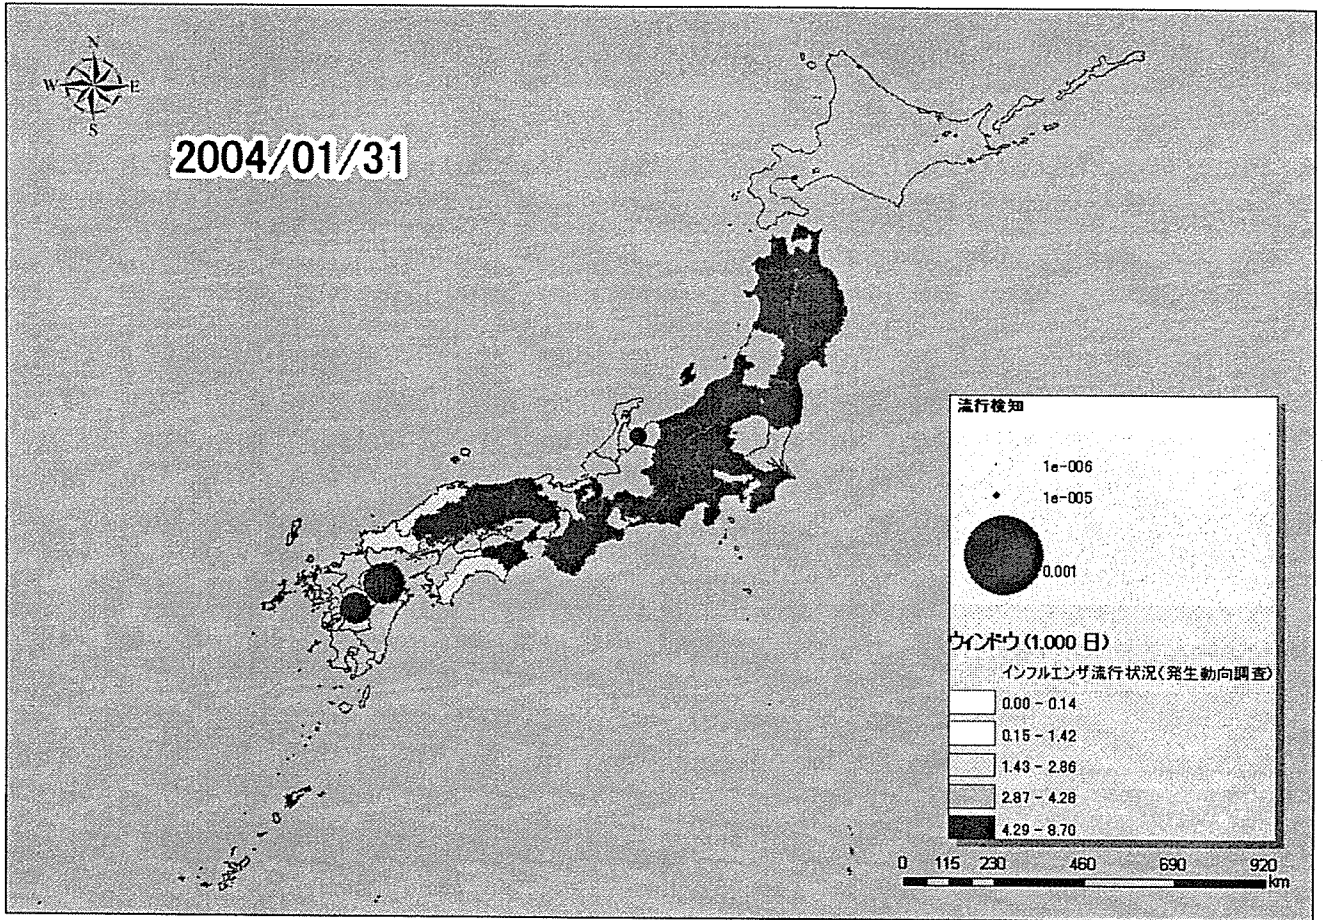 N
W E
S
2004/01/31
流行検知
1e-006
1e-005
0.001
ウィンドウ (1.000 日)
インフルエンザ流行状況(発生動向調査)
0.00 - 0.14
0.15 - 1.42
1.43 - 2.86
2.87 - 4.28
4.29 - 8.70
0 115 230 460 690 920
km